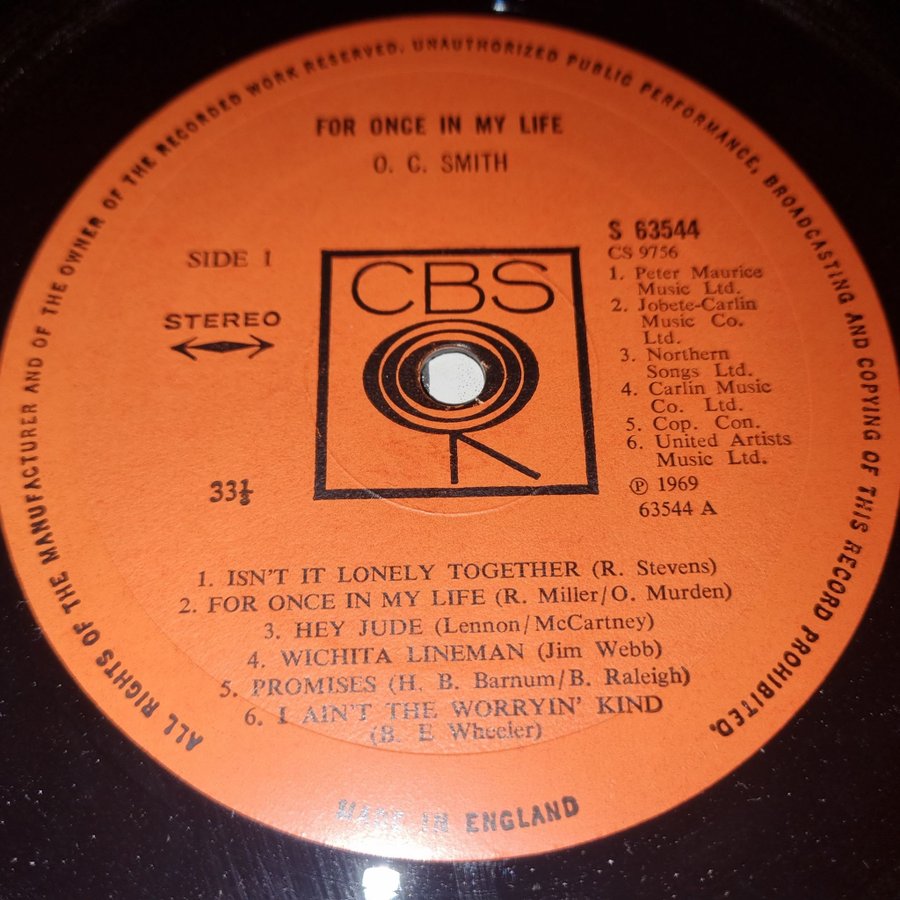 ALL RIGHTS OF THE MANUFACTURER AND OF THE OWNER OF THE RECORDED WORK RESERVED. UNAUTHORIZED PUBLIC PERFORMANCE, BROADCASTING AND COPYING OF THIS RECORD PROHIBITED.
FOR ONCE IN MY LIFE
O. C. SMITH
SIDE 1
STEREO
33⅓
CBS
S 63544
CS 9756
1. Peter Maurice
Music Ltd.
2. Jobete-Carlin
Music Co.
Ltd.
3. Northern
Songs Ltd.
4. Carlin Music
Co. Ltd.
5. Cop. Con.
6. United Artists
Music Ltd.
℗ 1969
63544 A
1. ISN'T IT LONELY TOGETHER (R. Stevens)
2. FOR ONCE IN MY LIFE (R. Miller/O. Murden)
3. HEY JUDE (Lennon/McCartney)
4. WICHITA LINEMAN (Jim Webb)
5. PROMISES (H. B. Barnum/B. Raleigh)
6. I AIN'T THE WORRYIN' KIND
(B. E Wheeler)
MADE IN ENGLAND